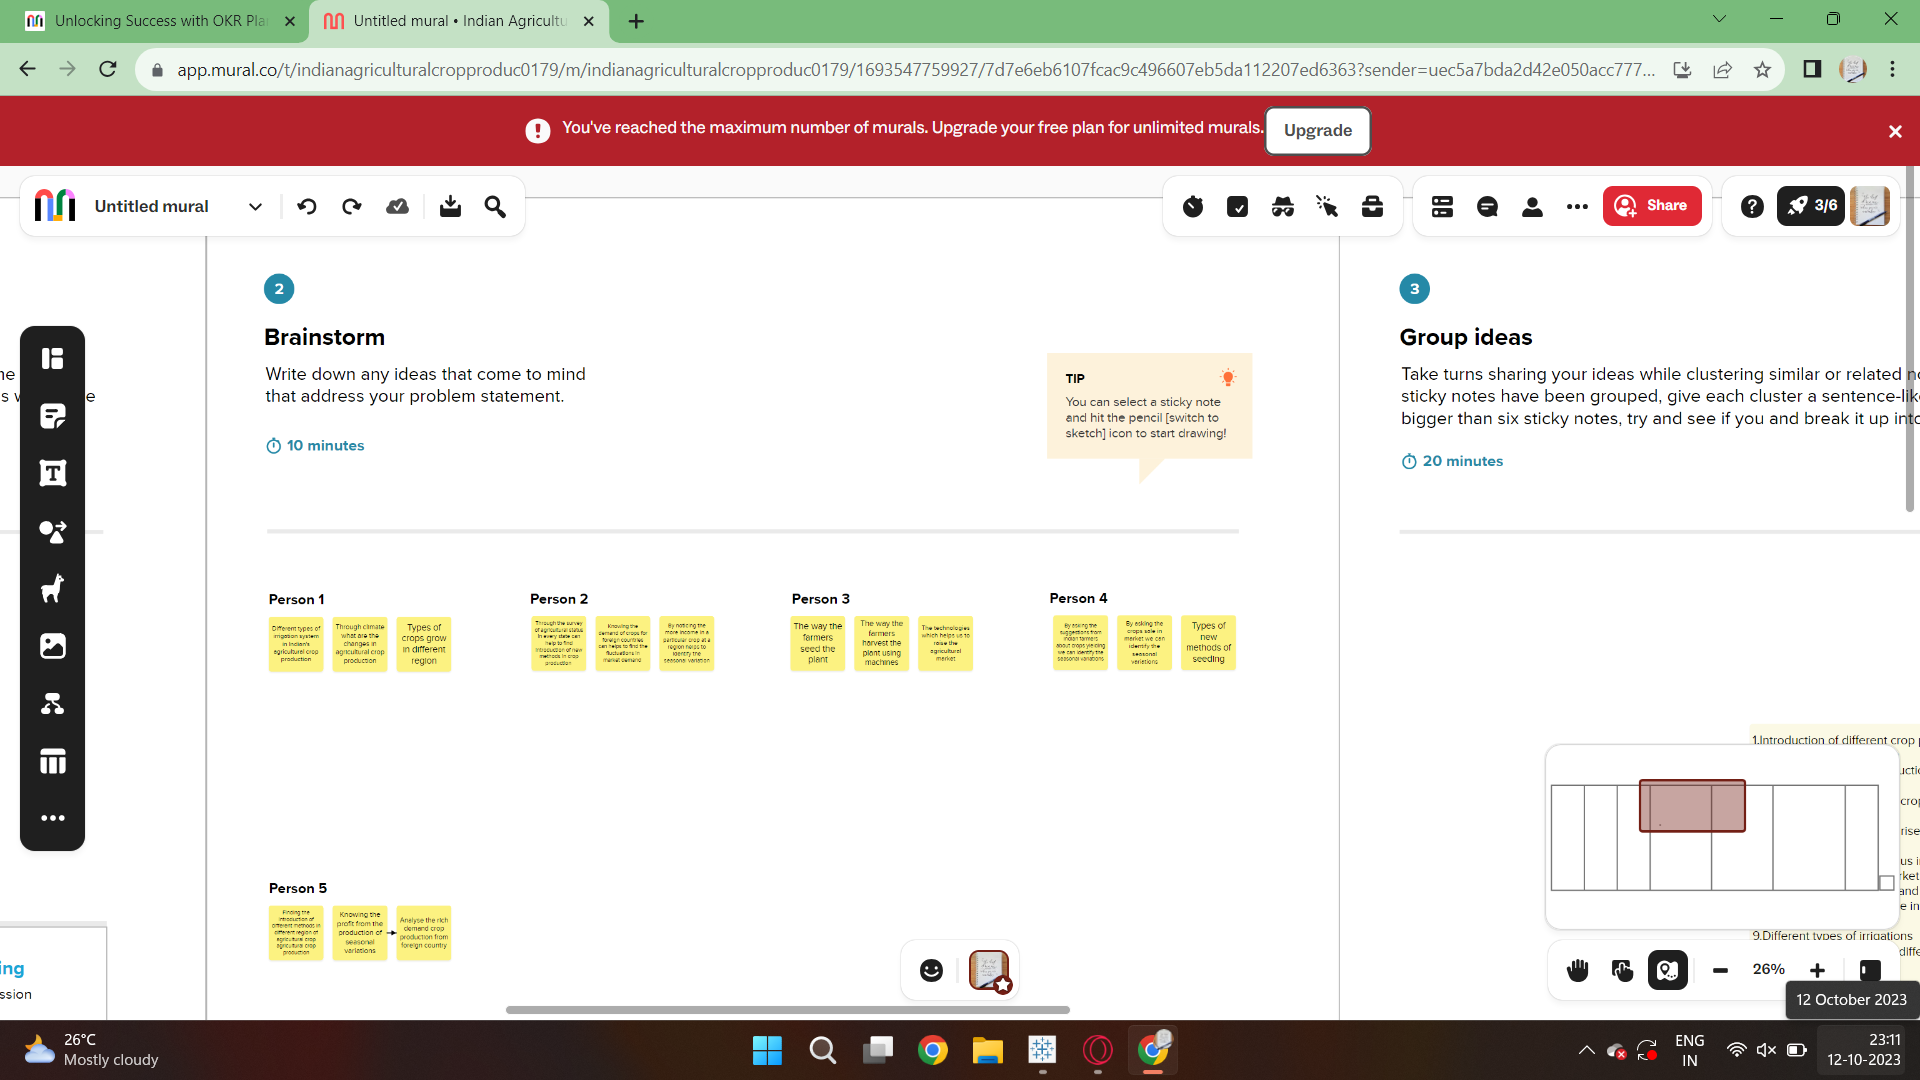 Unlocking Success with OKR Pla
Untitled mural • Indian Agricultu
app.mural.co/t/indianagriculturalcropproduc0179/m/indianagriculturalcropproduc0179/1693547759927/7d7e6eb6107fcac9c496607eb5da112207ed6363?sender=uec5a7bda2d42e050acc777...
You've reached the maximum number of murals. Upgrade your free plan for unlimited murals.
Upgrade
Untitled mural
Share
3/6
2
Brainstorm
Write down any ideas that come to mind
that address your problem statement.
10 minutes
TIP
You can select a sticky note
and hit the pencil [switch to
sketch] icon to start drawing!
3
Group ideas
Take turns sharing your ideas while clustering similar or related n
sticky notes have been grouped, give each cluster a sentence-lik
bigger than six sticky notes, try and see if you and break it up into
20 minutes
Person 1
Different types of
irrigation system
in Indian's
agricultural crop
production
Through climate
what are the
changes in
agricultural crop
production
Types of
crops grow
in different
region
Person 2
Through the survey
of agricultural status
in every state can
help to find
introduction of new
methods in crop
production
Knowing the
demand of crops for
foreign countries
can helps to find the
fluctuations in
market demand
By noticing the
more income in a
particular crop at a
region helps to
identify the
seasonal variation
Person 3
The way the
farmers
seed the
plant
The way the
farmers
harvest the
plant using
machines
The technologies
which helps us to
raise the
agricultural
market
Person 4
By asking the
suggestions from
indian farmers
about crops yielding
we can identify the
seasonal variations
By asking the
crops sale in
market we can
identify the
seasonal
variations
Types of
new
methods of
seeding
Person 5
Finding the
introduction of
different methods in
different region of
agricultural crop
agricultural crop
production
Knowing the
profit from the
production of
seasonal
variations
Analyse the rich
demand crop
production from
foreign country
1.Introduction of different crop p
9.Different types of irrigations
ing
ssion
26%
12 October 2023
26°C
Mostly cloudy
ENG
IN
23:11
12-10-2023